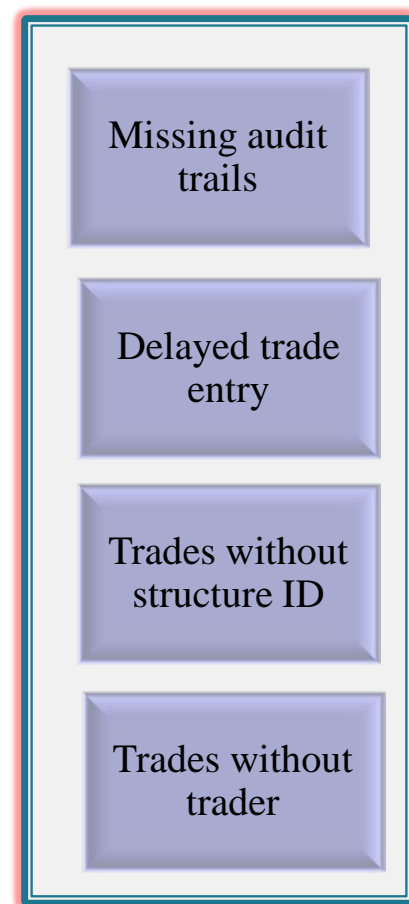 Missing audit
trails
Delayed trade
entry
Trades without
structure ID
Trades without
trader